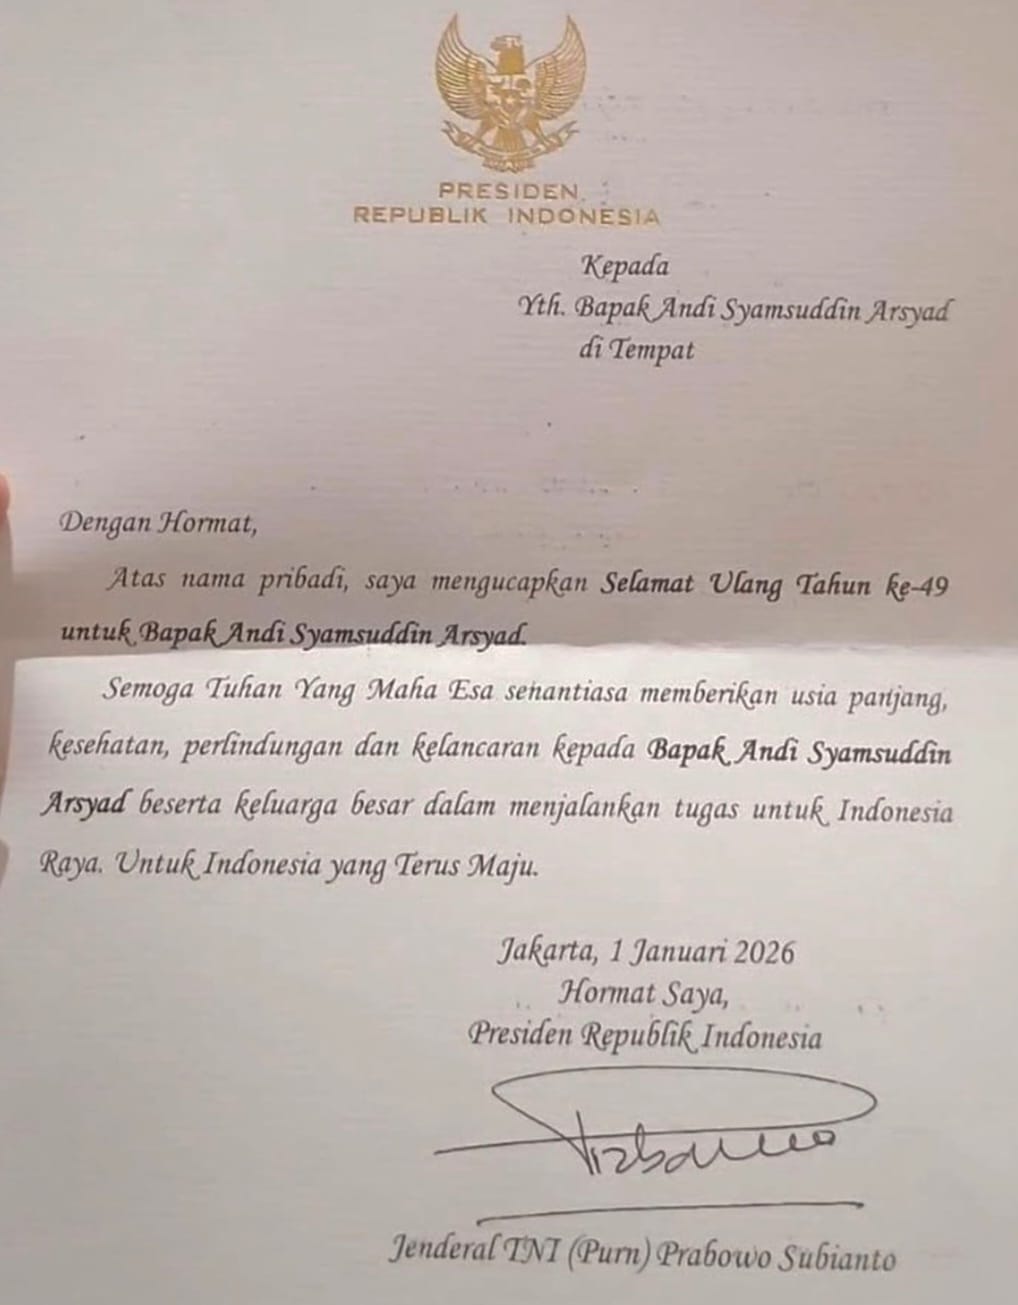 PRESIDEN
REPUBLIK INDONESIA
Kepada
Yth. Bapak Andi Syamsuddin Arsyad
di Tempat
Dengan Hormat,
Atas nama pribadi, saya mengucapkan Selamat Ulang Tahun ke-49
untuk Bapak Andi Syamsuddin Arsyad.
Semoga Tuhan Yang Maha Esa senantiasa memberikan usia panjang,
kesehatan, perlindungan dan kelancaran kepada Bapak Andi Syamsuddin
Arsyad beserta keluarga besar dalam menjalankan tugas untuk Indonesia
Raya. Untuk Indonesia yang Terus Maju.
Jakarta, 1 Januari 2026
Hormat Saya,
Presiden Republik Indonesia
Jenderal TNI (Purn) Prabowo Subianto